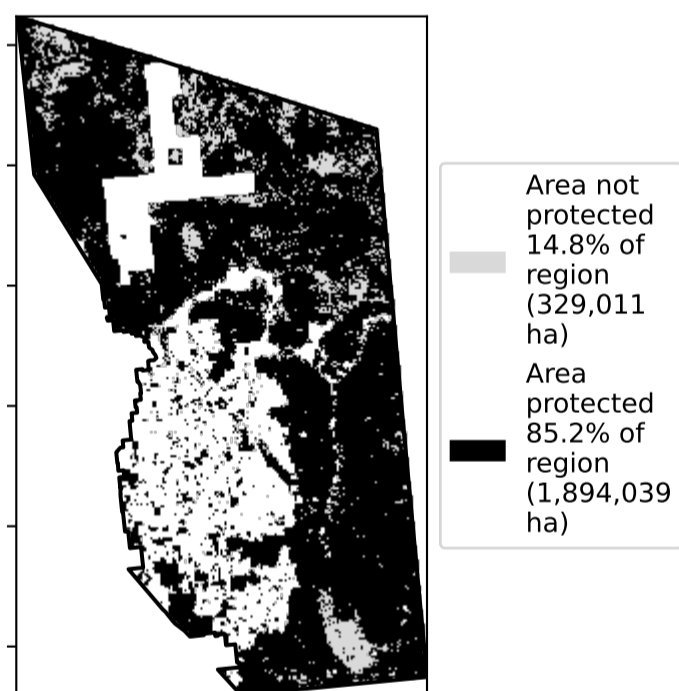 Area not
protected
14.8% of
region
(329,011
ha)
Area
protected
85.2% of
region
(1,894,039
ha)